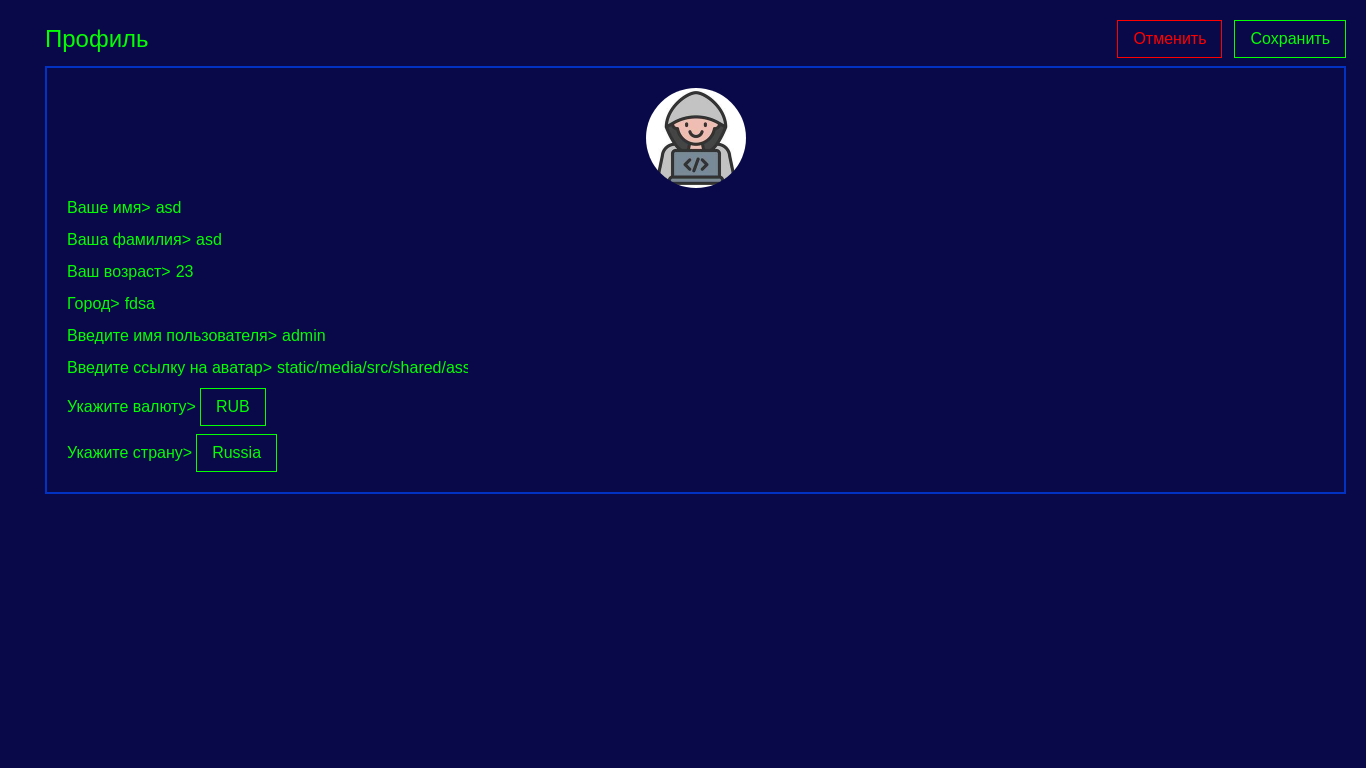 Профиль
Отменить
Сохранить
</>
Ваше имя> asd
Ваша фамилия> asd
Ваш возраст> 23
Город> fdsa
Введите имя пользователя> admin
Введите ссылку на аватар> static/media/src/shared/ass
Укажите валюту> RUB
Укажите страну> Russia